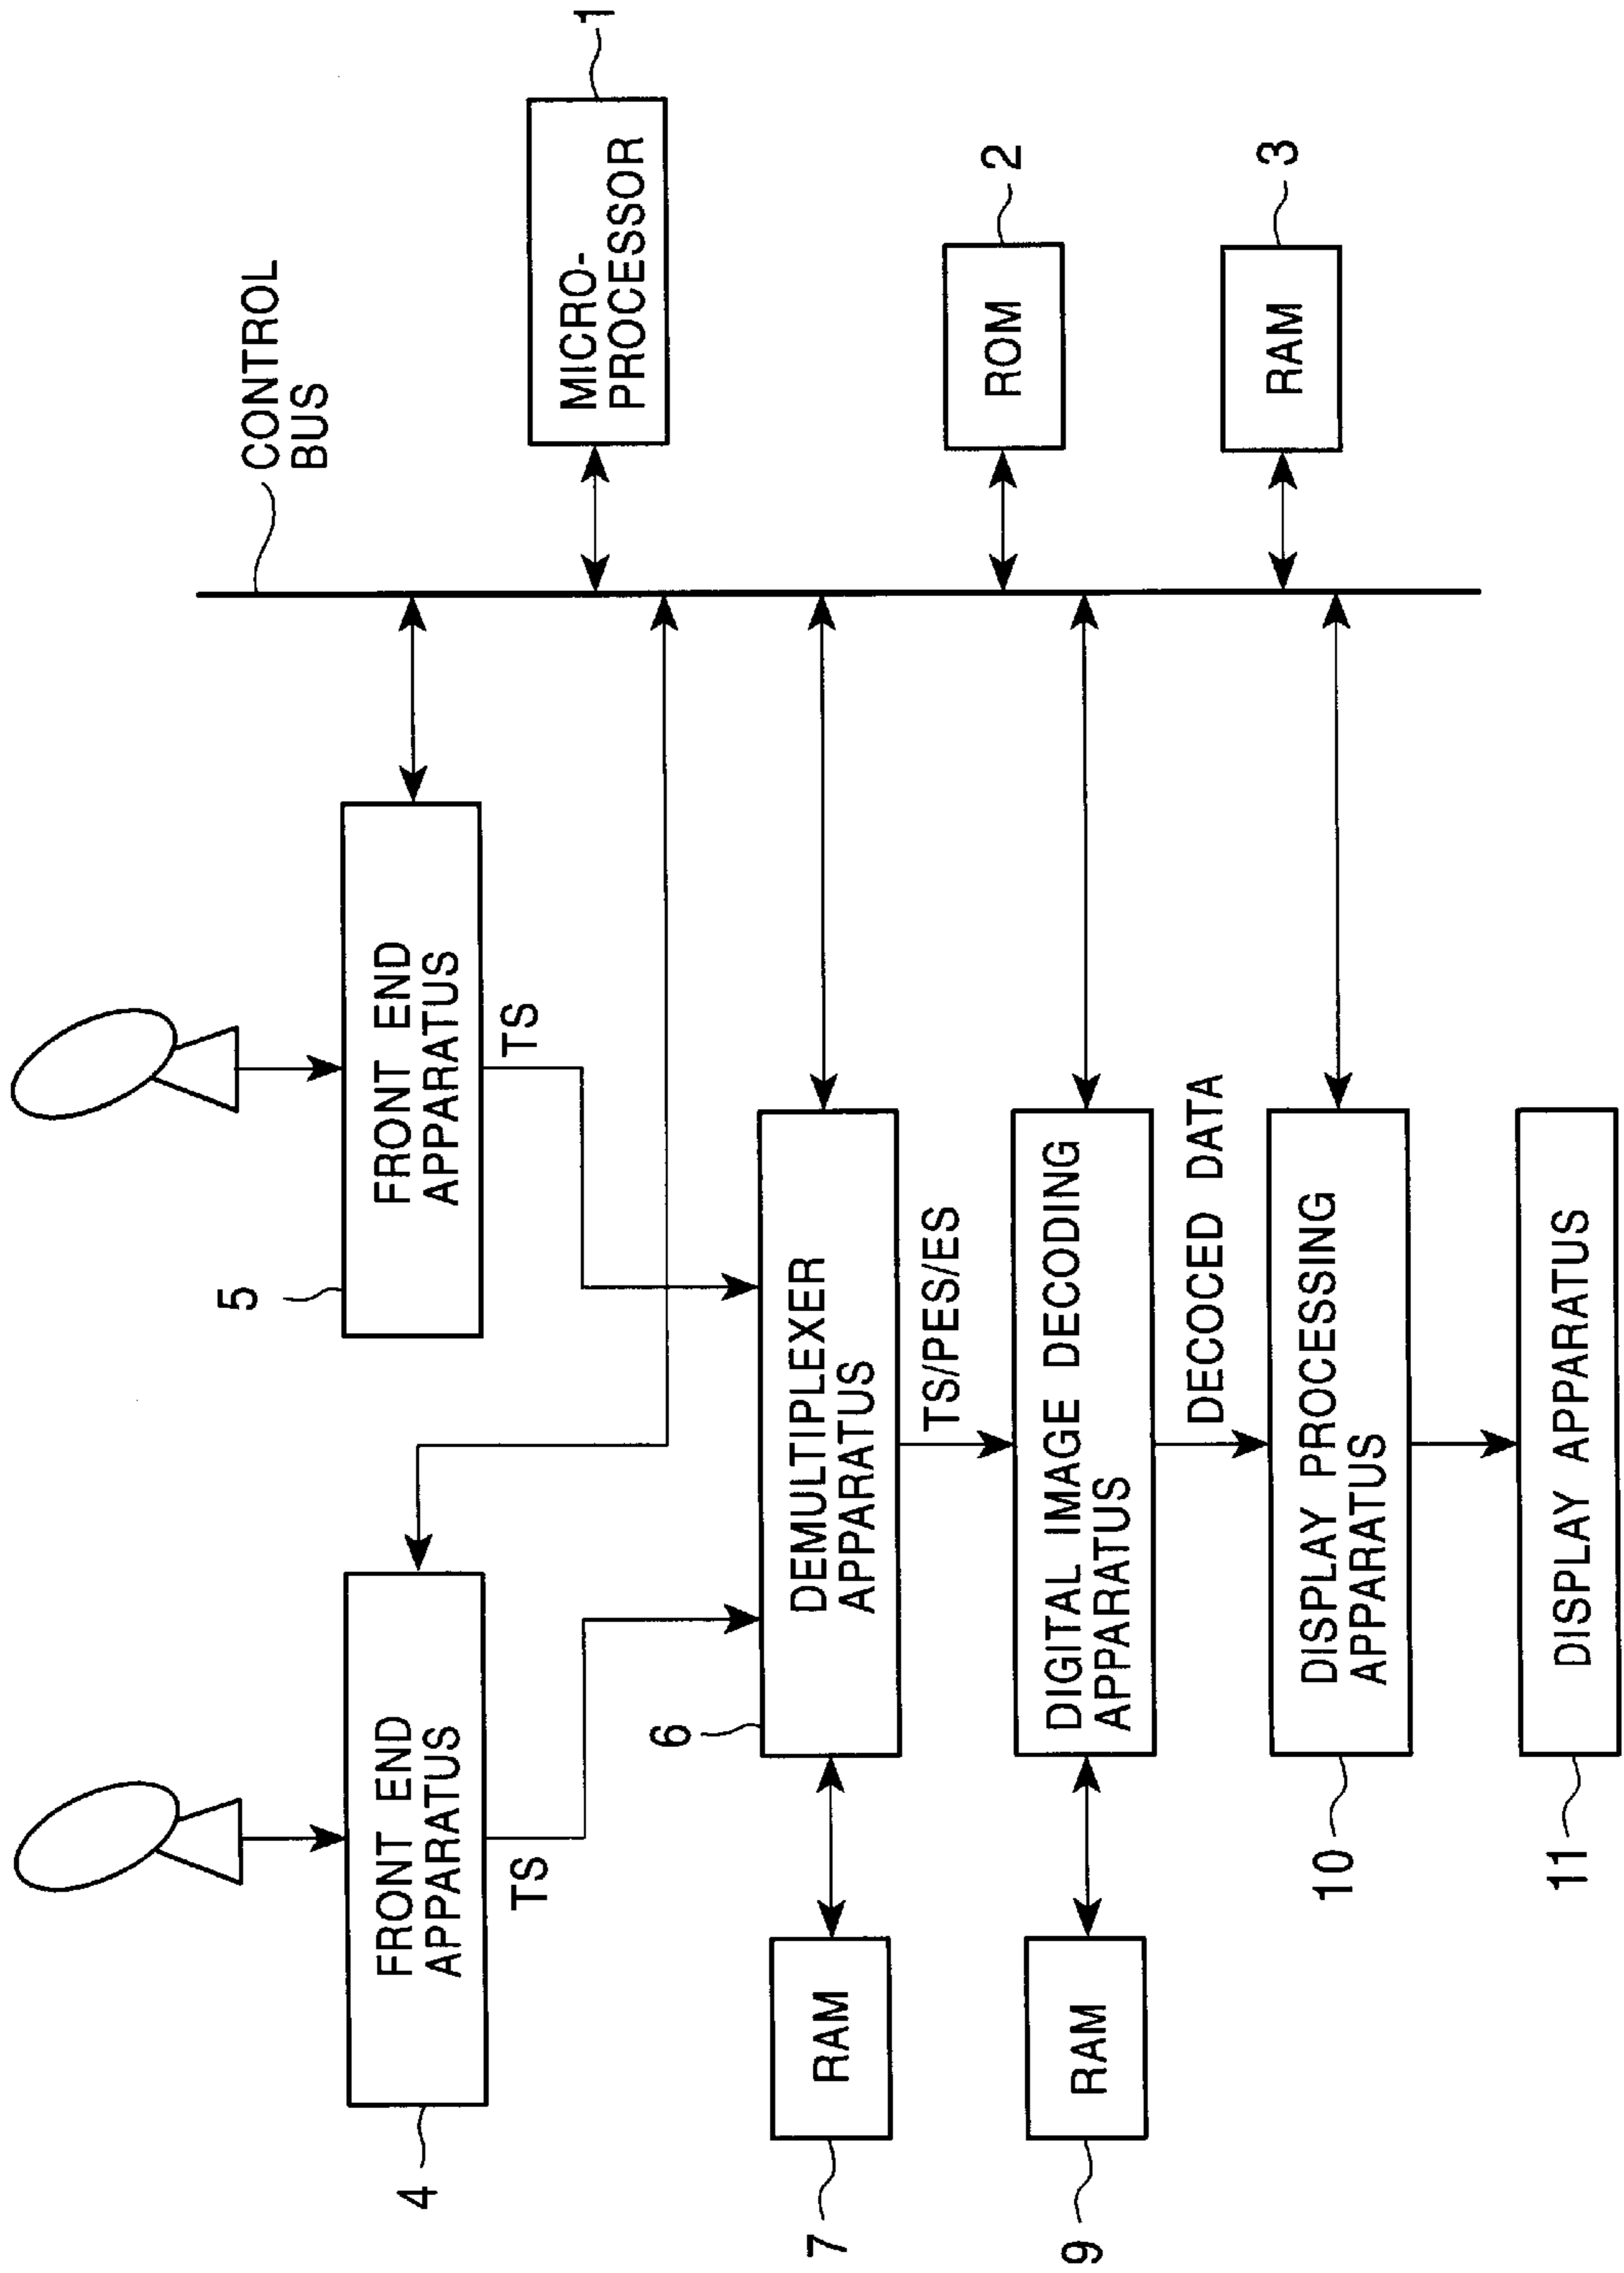 CONTROL
BUS
1
MICRO-
PROCESSOR
2
ROM
3
RAM
5
FRONT END
APPARATUS
TS
4
FRONT END
APPARATUS
TS
6
DEMULTIPLEXER
APPARATUS
7
RAM
TS/PES/ES
DIGITAL IMAGE DECODING
APPARATUS
9
RAM
DECOCED DATA
DISPLAY PROCESSING
APPARATUS
10
DISPLAY APPARATUS
11